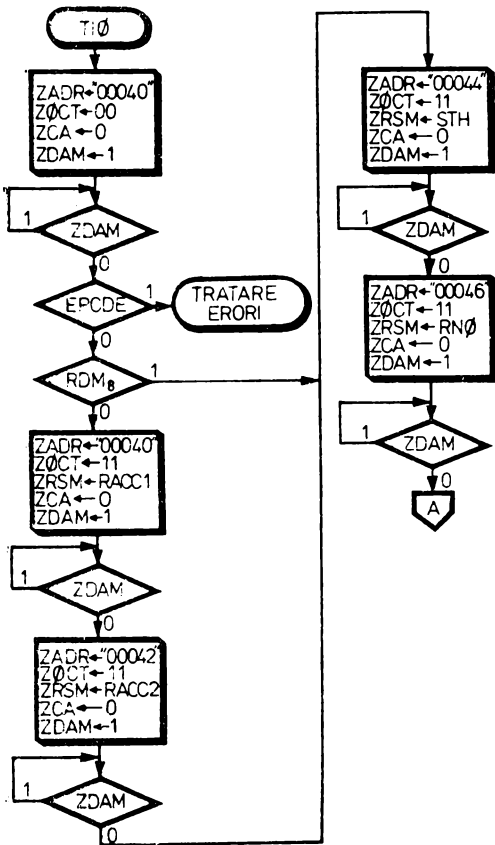 TIØ
ZADR←"00040"
ZØCT←00
ZCA←0
ZDAM←1
ZDAM
1
0
EPCDE
1
TRATARE
ERORI
0
RDM₈
1
0
ZADR←"00040"
ZØCT←11
ZRSM←RACC1
ZCA←0
ZDAM←1
ZDAM
1
0
ZADR←"00042"
ZØCT←11
ZRSM←RACC2
ZCA←0
ZDAM←1
ZDAM
1
0
ZADR←"00044"
ZØCT←11
ZRSM←STH
ZCA←0
ZDAM←1
ZDAM
1
0
ZADR←"00046"
ZØCT←11
ZRSM←RNØ
ZCA←0
ZDAM←1
ZDAM
1
0
A